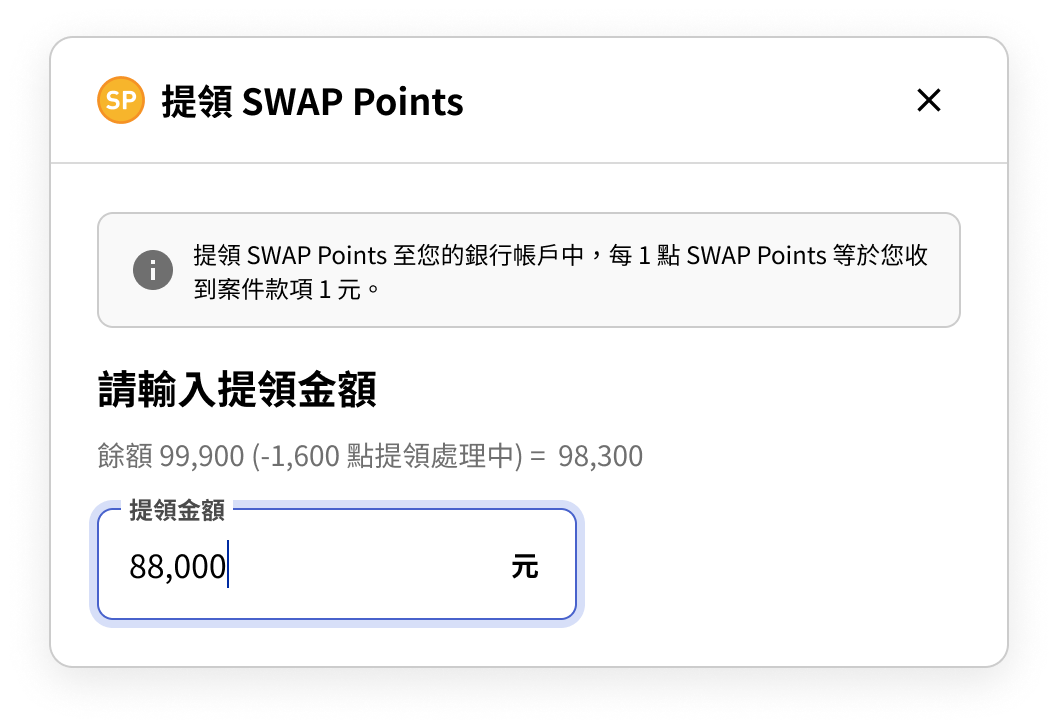 SP 提領 SWAP Points
提領 SWAP Points 至您的銀行帳戶中，每 1 點 SWAP Points 等於您收
到案件款項 1 元。
請輸入提領金額
餘額 99,900 (-1,600 點提領處理中) = 98,300
提領金額
88,000 元